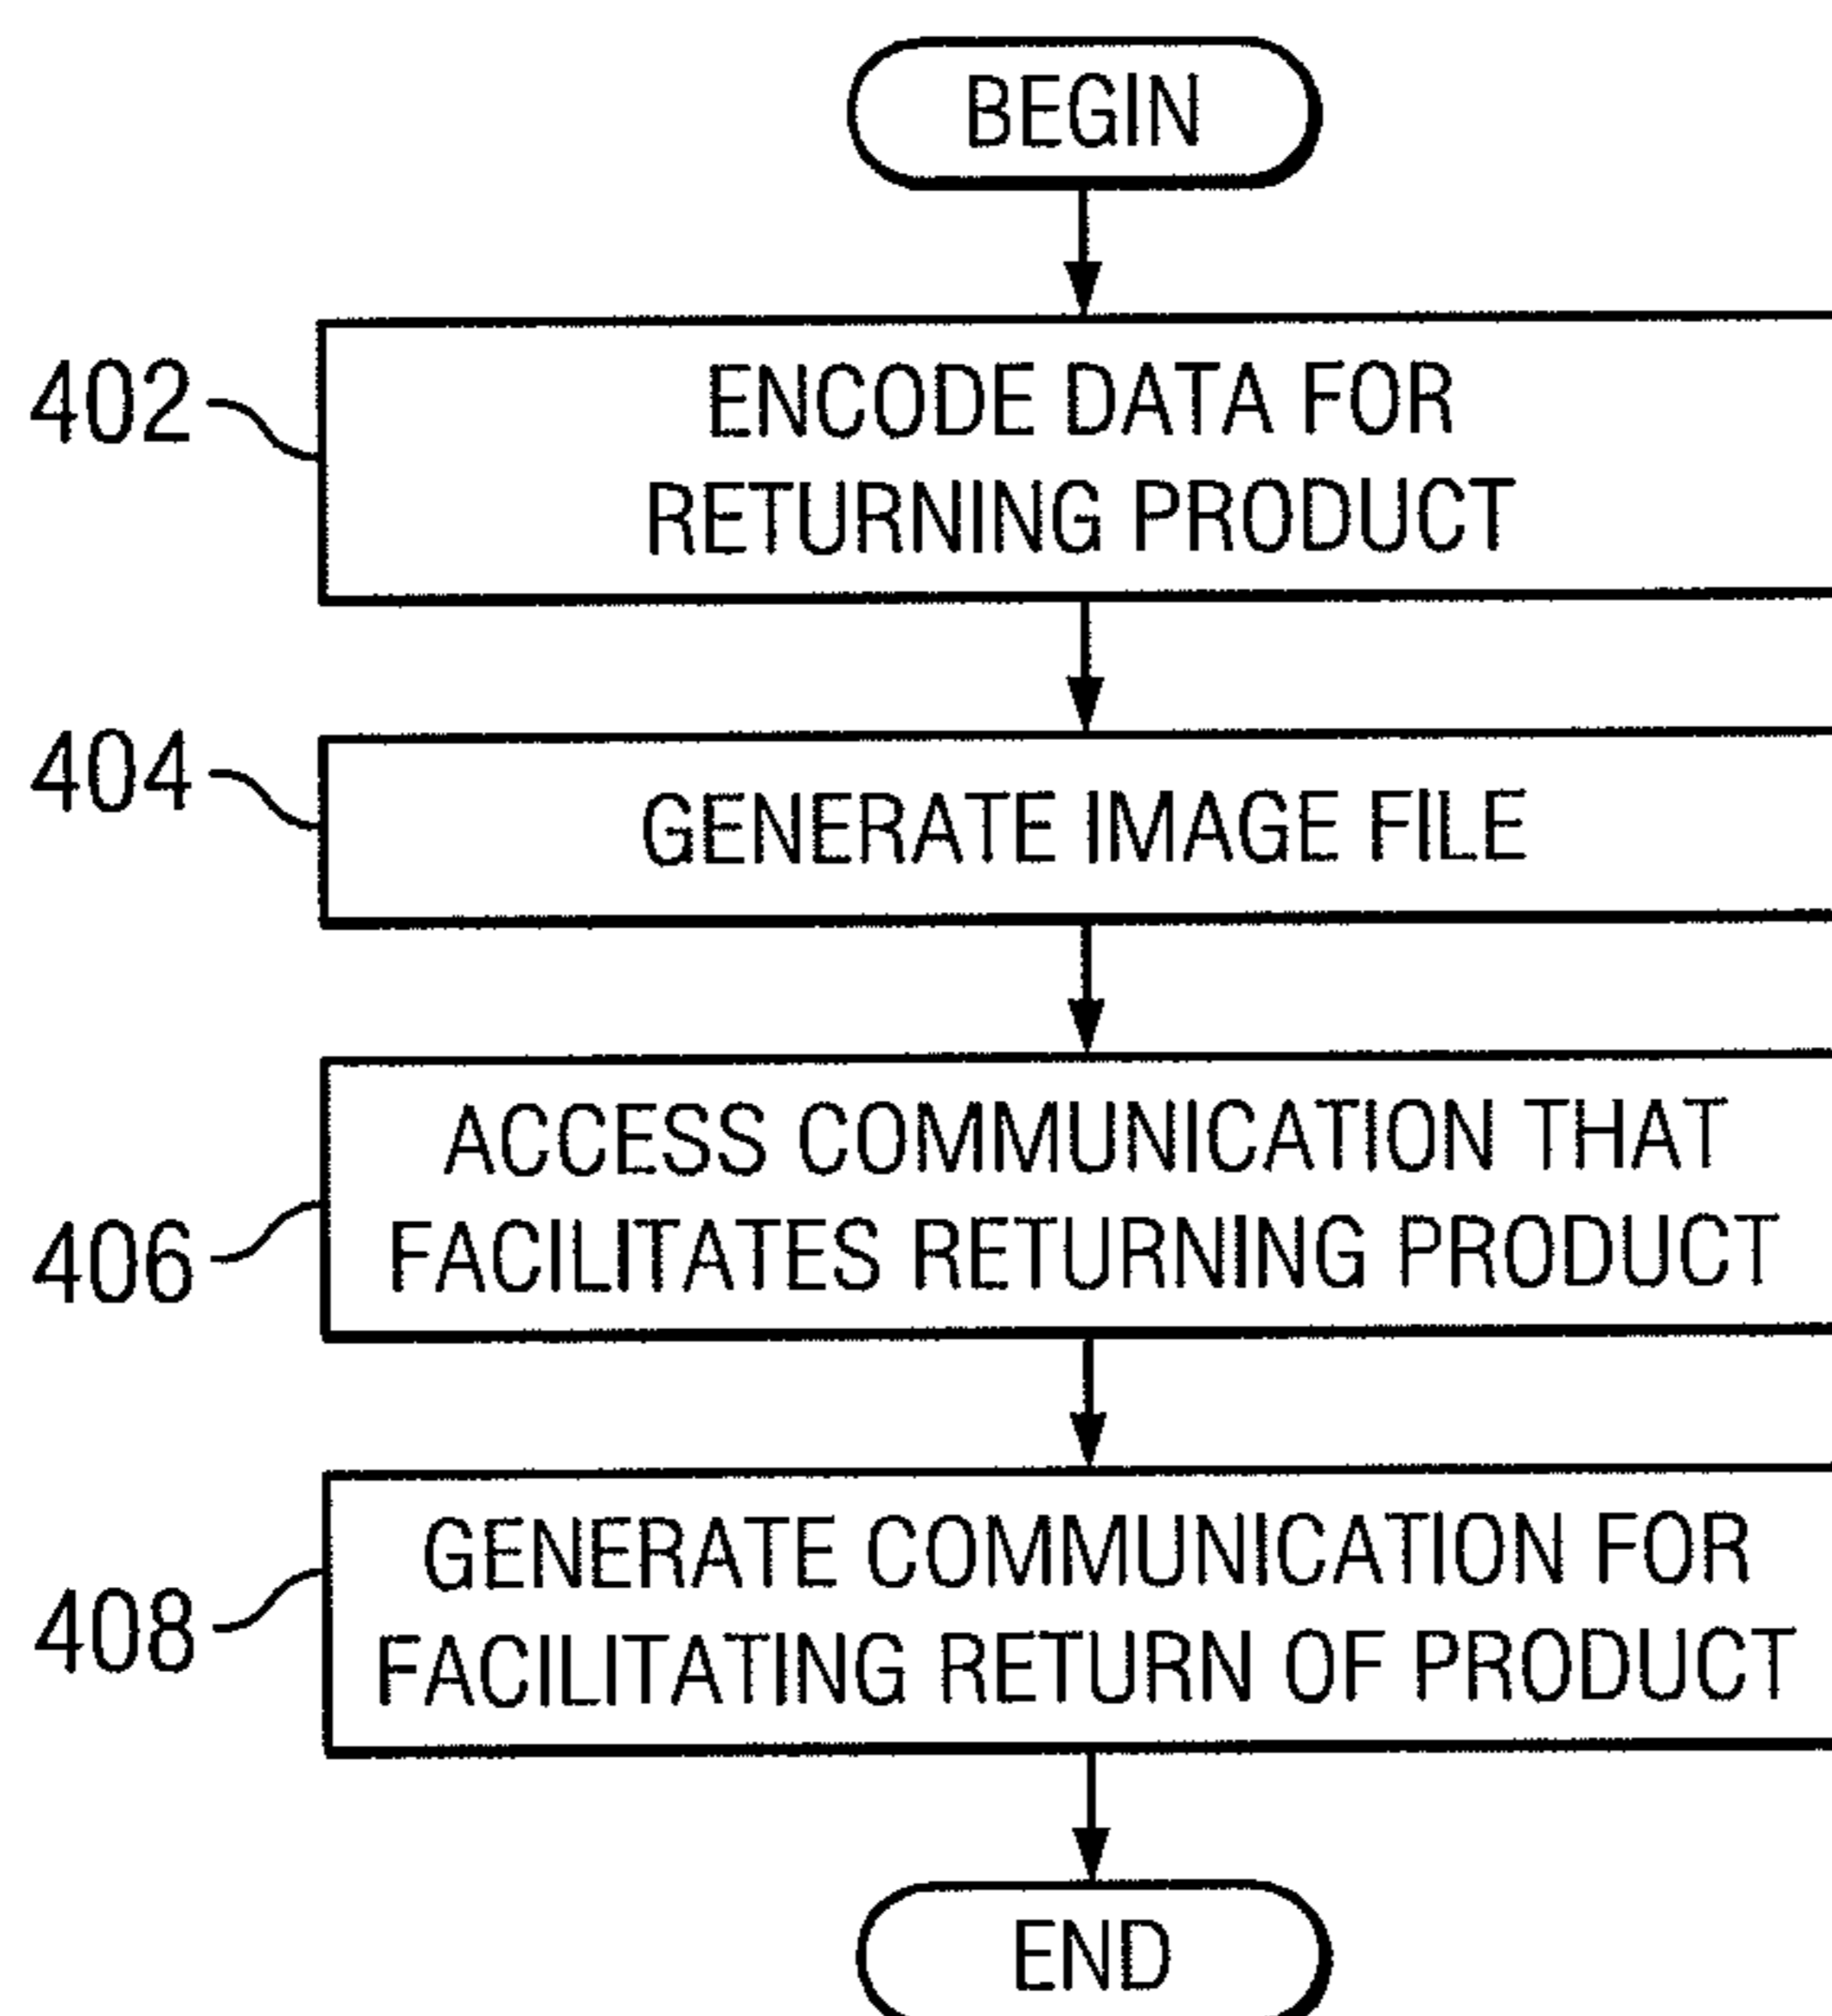 BEGIN
402
ENCODE DATA FOR
RETURNING PRODUCT
404
GENERATE IMAGE FILE
406
ACCESS COMMUNICATION THAT
FACILITATES RETURNING PRODUCT
408
GENERATE COMMUNICATION FOR
FACILITATING RETURN OF PRODUCT
END